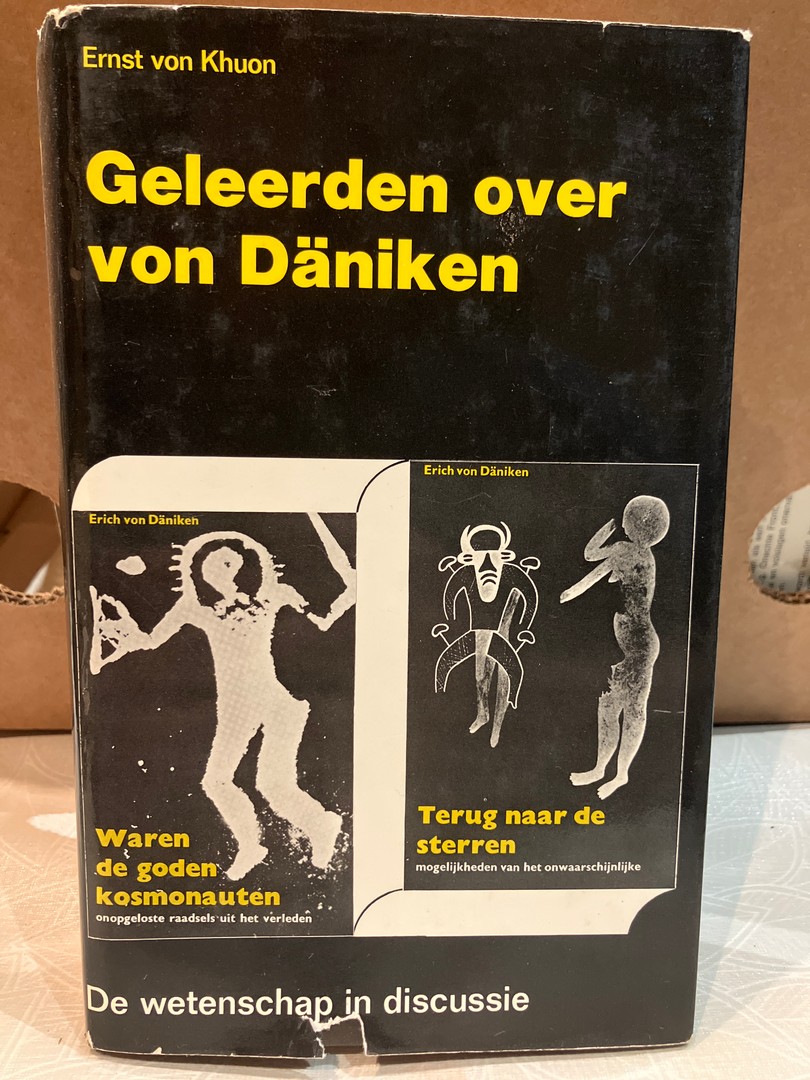 Ernst von Khuon
Geleerden over
von Däniken
Erich von Däniken
Waren
de goden
kosmonauten
onopgeloste raadsels uit het verleden
Erich von Däniken
Terug naar de
sterren
mogelijkheden van het onwaarschijnlijke
De wetenschap in discussie